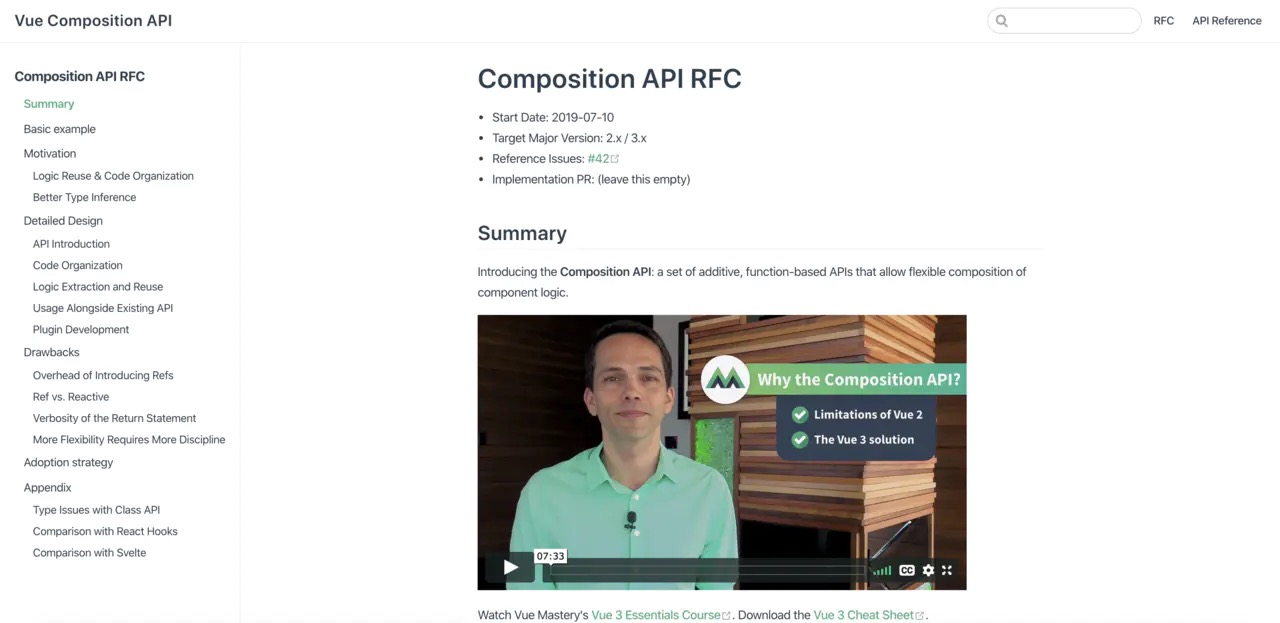 Vue Composition API
RFC
API Reference
Composition API RFC
Summary
Basic example
Motivation
Logic Reuse & Code Organization
Better Type Inference
Detailed Design
API Introduction
Code Organization
Logic Extraction and Reuse
Usage Alongside Existing API
Plugin Development
Drawbacks
Overhead of Introducing Refs
Ref vs. Reactive
Verbosity of the Return Statement
More Flexibility Requires More Discipline
Adoption strategy
Appendix
Type Issues with Class API
Comparison with React Hooks
Comparison with Svelte
Composition API RFC
• Start Date: 2019-07-10
• Target Major Version: 2.x / 3.x
• Reference Issues: #42
• Implementation PR: (leave this empty)
Summary
Introducing the Composition API: a set of additive, function-based APIs that allow flexible composition of
component logic.
Why the Composition API?
Limitations of Vue 2
The Vue 3 solution
07:33
CC
Watch Vue Mastery's Vue 3 Essentials Course. Download the Vue 3 Cheat Sheet.